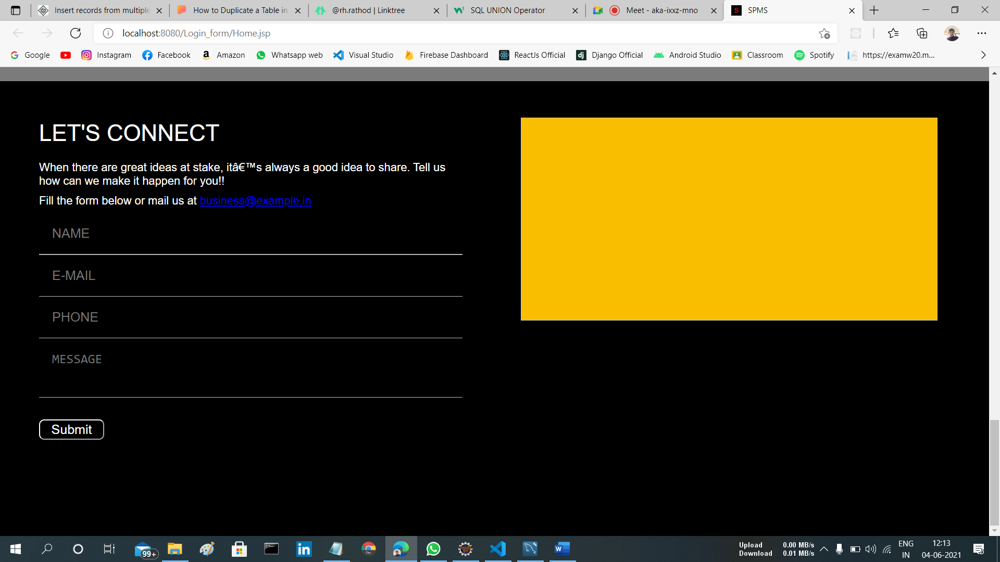 Insert records from multiple
How to Duplicate a Table in
@rh.rathod | Linktree
SQL UNION Operator
Meet - aka-ixxz-mno
S SPMS
localhost:8080/Login_form/Home.jsp
Google
Instagram
Facebook
Amazon
Whatsapp web
Visual Studio
Firebase Dashboard
ReactJs Official
dj Django Official
Android Studio
Classroom
Spotify
https://examw20.m...
LET'S CONNECT
When there are great ideas at stake, itâ€™s always a good idea to share. Tell us
how can we make it happen for you!!
Fill the form below or mail us at business@example.in
NAME
E-MAIL
PHONE
MESSAGE
Submit
99+
Dev
in
W
Upload 0.00 MB/s
Download 0.01 MB/s
ENG
IN
12:13
04-06-2021